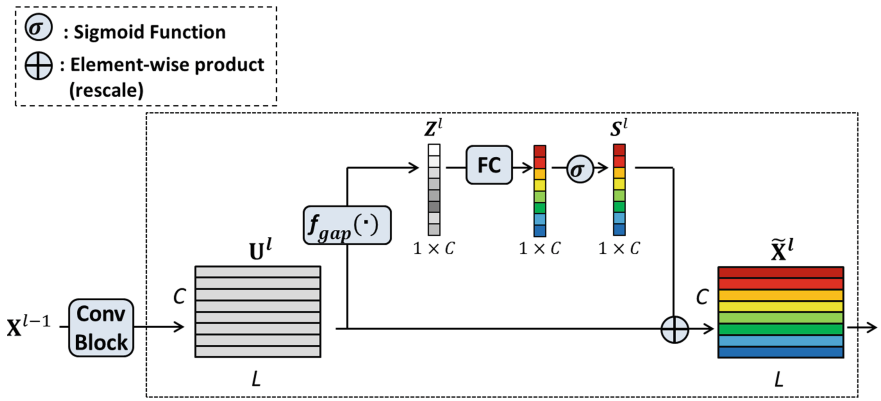 σ : Sigmoid Function
⊕ : Element-wise product
(rescale)
Z^l
S^l
FC
σ
f_gap(·)
1 × C
1 × C
1 × C
U^l
X̃^l
C
C
X^{l−1}
Conv
Block
L
L